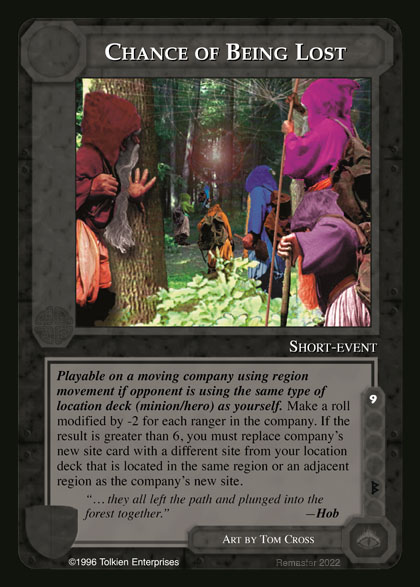 CHANCE OF BEING LOST
SHORT-EVENT
Playable on a moving company using region
movement if opponent is using the same type of
location deck (minion/hero) as yourself. Make a roll
modified by -2 for each ranger in the company. If the
result is greater than 6, you must replace company's
new site card with a different site from your location
deck that is located in the same region or an adjacent
region as the company's new site.
9
“…they all left the path and plunged into the
forest together.” –Hob
ART BY TOM CROSS
©1996 Tolkien Enterprises
Remaster 2022